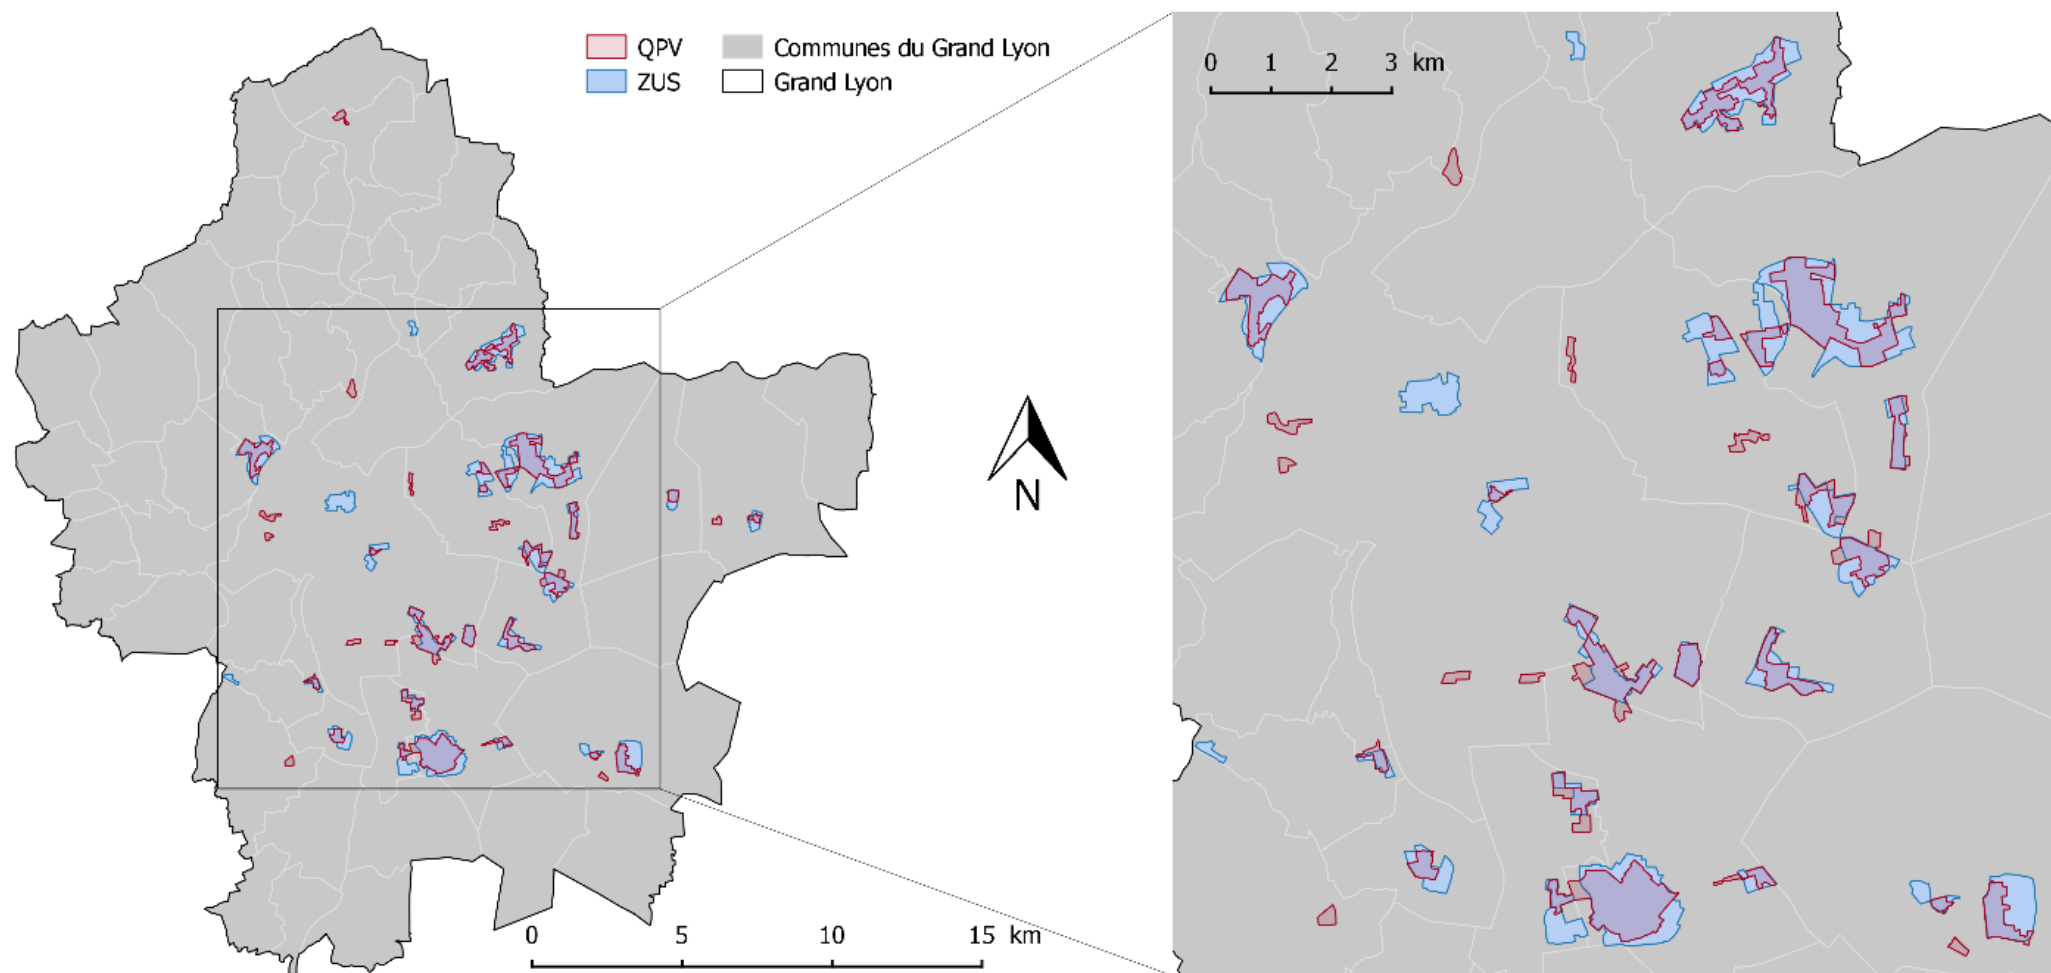 QPV
ZUS
Communes du Grand Lyon
Grand Lyon
0 1 2 3 km
N
0 5 10 15 km